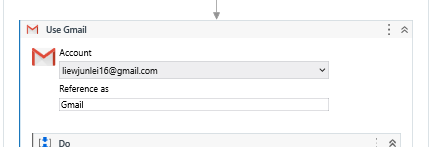 Use Gmail
Account
liewjunlei16@gmail.com
Reference as
Gmail
Do